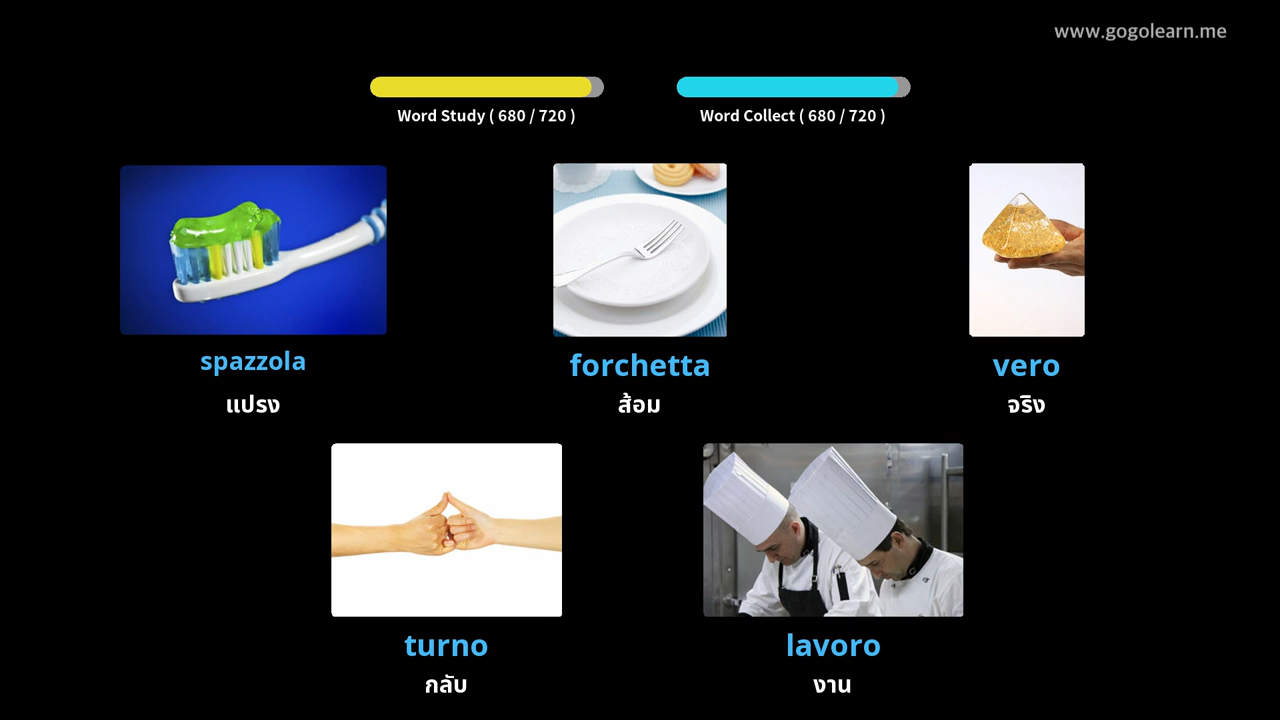 www.gogolearn.me
Word Study ( 680 / 720 )
Word Collect ( 680 / 720 )
spazzola
แปรง
forchetta
ส้อม
vero
จริง
turno
กลับ
lavoro
งาน